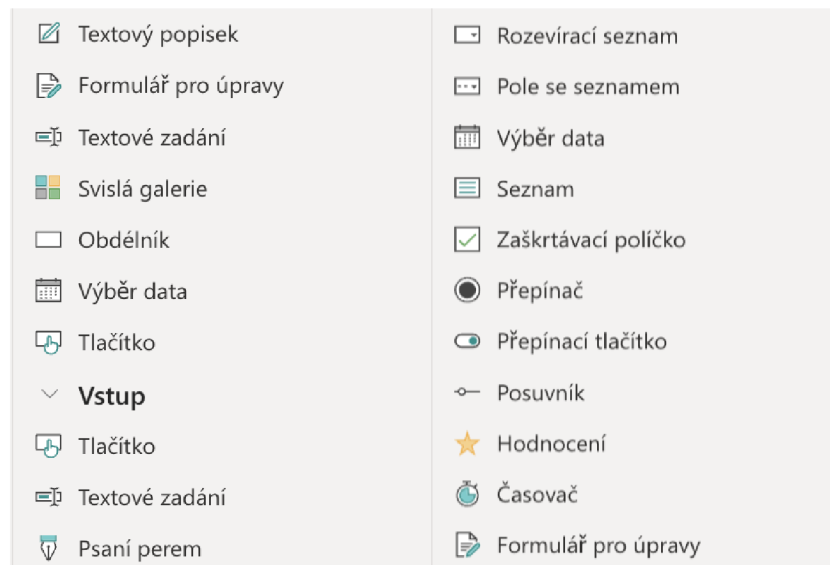 Textový popisek
Formulář pro úpravy
Textové zadání
Svislá galerie
Obdélník
Výběr data
Tlačítko
Vstup
Tlačítko
Textové zadání
Psaní perem
Rozevírací seznam
Pole se seznamem
Výběr data
Seznam
Zaškrtávací políčko
Přepínač
Přepínací tlačítko
Posuvník
Hodnocení
Časovač
Formulář pro úpravy